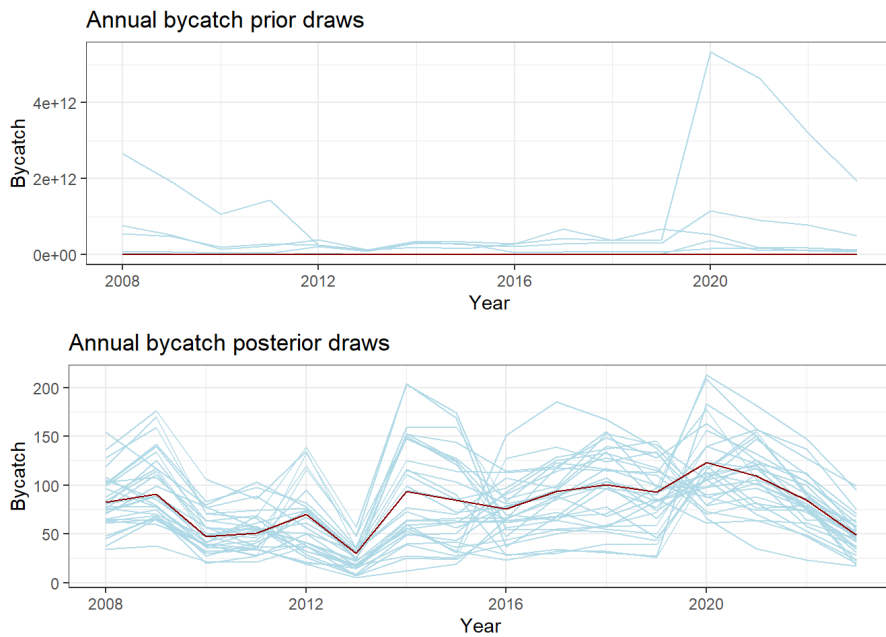 Annual bycatch prior draws
4e+12
2e+12
0e+00
Bycatch
2008 2012 2016 2020
Year
Annual bycatch posterior draws
200
150
100
50
0
Bycatch
2008 2012 2016 2020
Year